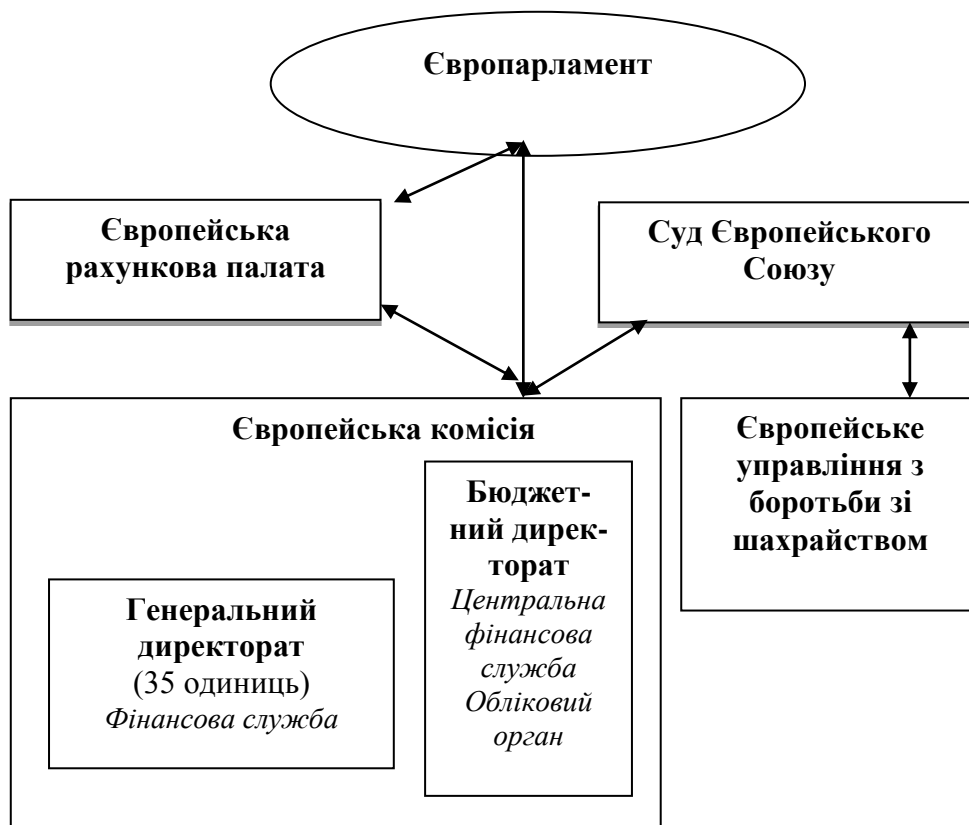 Європарламент
Європейська
рахункова палата
Суд Європейського
Союзу
Європейська комісія
Генеральний
директорат
(35 одиниць)
Фінансова служба
Бюджет-
ний дирек-
торат
Центральна
фінансова
служба
Обліковий
орган
Європейське
управління з
боротьби зі
шахрайством